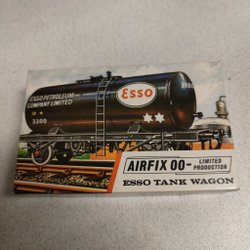 Esso
ESSO PETROLEUM
COMPANY LIMITED
3300
AIRFIX 00-
LIMITED
PRODUCTION
ESSO TANK WAGON